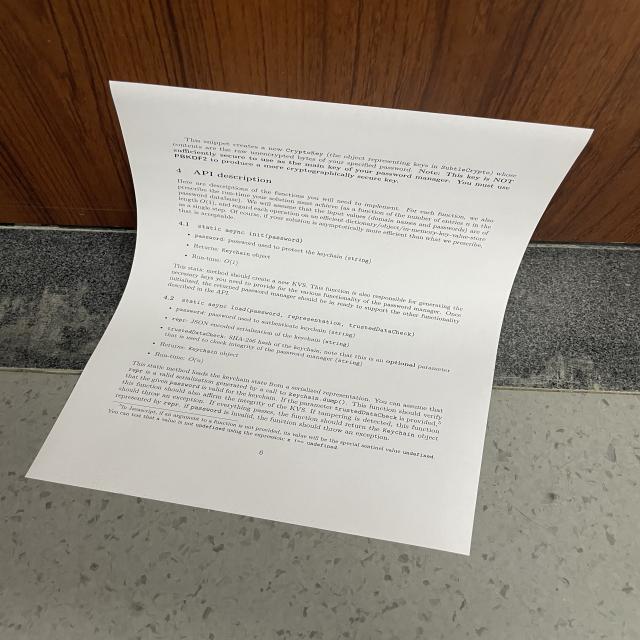 This snippet creates a new CryptoKey (the object representing keys in SubtleCrypto) whose
contents are the raw unencrypted bytes of your specified password. Note: This key is NOT
sufficiently secure to use as the main key of your password manager. You must use
PBKDF2 to produce a more cryptographically secure key.
4 API description
Here are descriptions of the functions you will need to implement. For each function, we also
prescribe the run-time your solution must achieve (as a function of the number of entries n in the
password database). We will assume that the input values (domain names and passwords) are of
length O(1), and regard each operation on an efficient dictionary/object/in-memory-key-value-store
as a single step. Of course, if your solution is asymptotically more efficient than what we prescribe,
that is acceptable.
4.1 static async init(password)
• password: password used to protect the keychain (string)
• Returns: Keychain object
• Run-time: O(1)
This static method should create a new KVS. This function is also responsible for generating the
necessary keys you need to provide for the various functionality of the password manager. Once
initialized, the returned password manager should be in ready to support the other functionality
described in the API.
4.2 static async load(password, representation, trustedDataCheck)
• password: password used to authenticate keychain (string)
• repr: JSON encoded serialization of the keychain (string)
• trustedDataCheck: SHA-256 hash of the keychain; note that this is an optional parameter
that is used to check integrity of the password manager (string)
• Returns: Keychain object
• Run-time: O(n)
This static method loads the keychain state from a serialized representation. You can assume that
repr is a valid serialization generated by a call to keychain.dump(). This function should verify
that the given password is valid for the keychain. If the parameter trustedDataCheck is provided,
this function should also affirm the integrity of the KVS. If tampering is detected, this function
should throw an exception. If everything passes, the function should return the Keychain object
represented by repr. If password is invalid, the function should throw an exception.
In Javascript, if an argument to a function is not provided, its value will be the special sentinel value undefined.
You can test that a value is not undefined using the expression: x !== undefined.
6